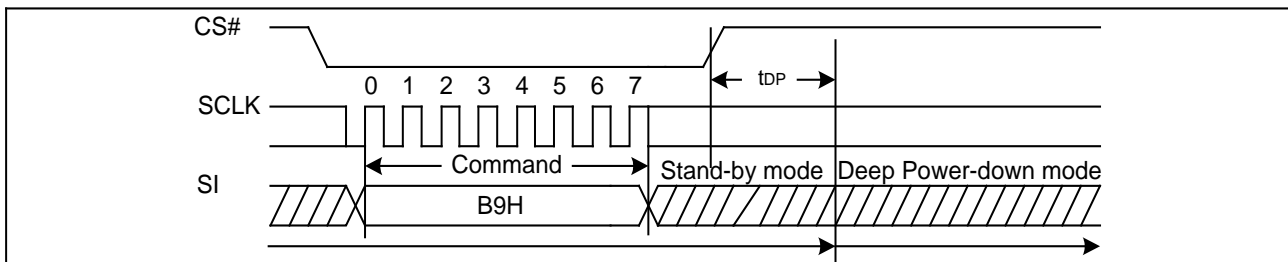 CS#
tDP
0 1 2 3 4 5 6 7
SCLK
Command
Stand-by mode Deep Power-down mode
SI
B9H